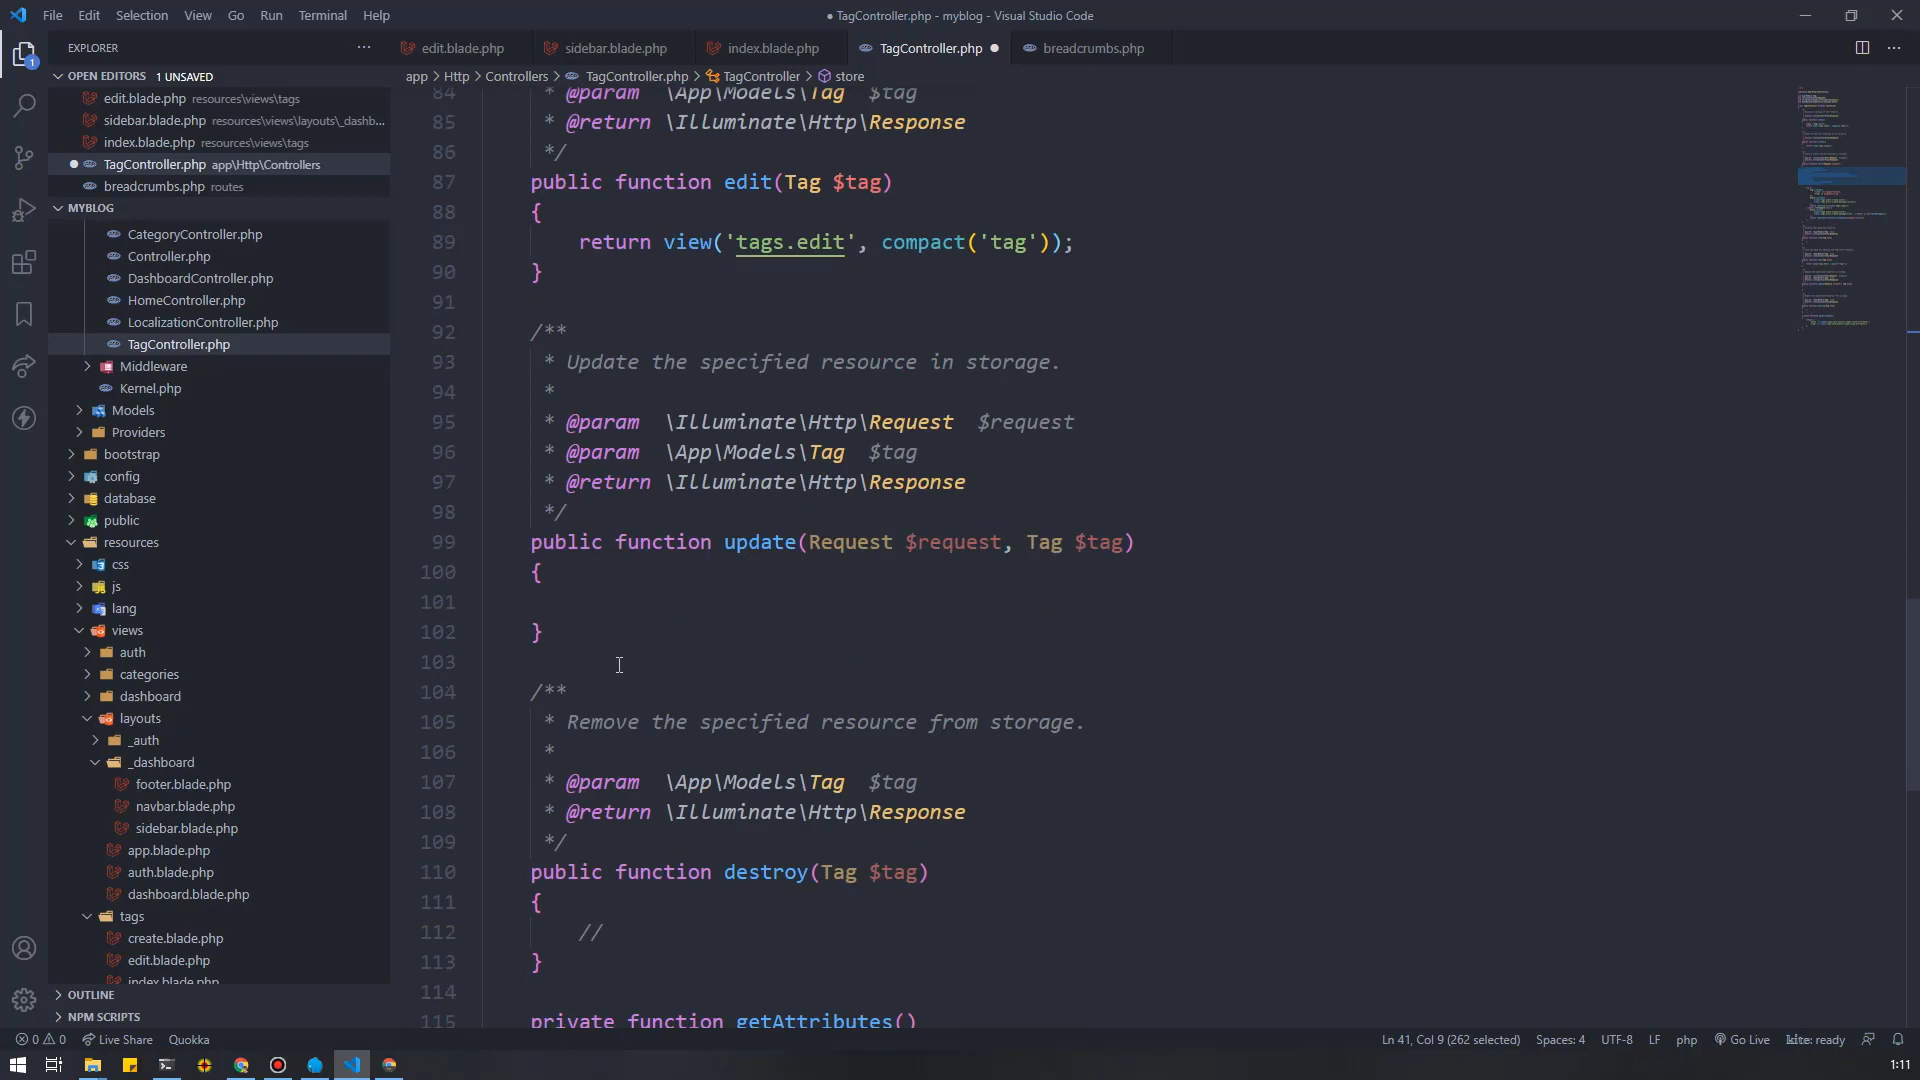 File Edit Selection View Go Run Terminal Help
● TagController.php - myblog - Visual Studio Code
EXPLORER
edit.blade.php
sidebar.blade.php
index.blade.php
TagController.php
breadcrumbs.php
OPEN EDITORS 1 UNSAVED
app > Http > Controllers > TagController.php > TagController > store
edit.blade.php resources\views\tags
sidebar.blade.php resources\views\layouts\_dashb...
index.blade.php resources\views\tags
TagController.php app\Http\Controllers
breadcrumbs.php routes
MYBLOG
CategoryController.php
Controller.php
DashboardController.php
HomeController.php
LocalizationController.php
TagController.php
Middleware
Kernel.php
Models
Providers
bootstrap
config
database
public
resources
css
js
lang
views
auth
categories
dashboard
layouts
_auth
_dashboard
footer.blade.php
navbar.blade.php
sidebar.blade.php
app.blade.php
auth.blade.php
dashboard.blade.php
tags
create.blade.php
edit.blade.php
index.blade.php
OUTLINE
NPM SCRIPTS
84 * @param \App\Models\Tag $tag
85 * @return \Illuminate\Http\Response
86 */
87 public function edit(Tag $tag)
88 {
89 return view('tags.edit', compact('tag'));
90 }
91
92 /**
93 * Update the specified resource in storage.
94 *
95 * @param \Illuminate\Http\Request $request
96 * @param \App\Models\Tag $tag
97 * @return \Illuminate\Http\Response
98 */
99 public function update(Request $request, Tag $tag)
100 {
101
102 }
103
104 /**
105 * Remove the specified resource from storage.
106 *
107 * @param \App\Models\Tag $tag
108 * @return \Illuminate\Http\Response
109 */
110 public function destroy(Tag $tag)
111 {
112 //
113 }
114
115 private function getAttributes()
0 0 Live Share Quokka
Ln 41, Col 9 (262 selected) Spaces: 4 UTF-8 LF php Go Live ready
1:11
1